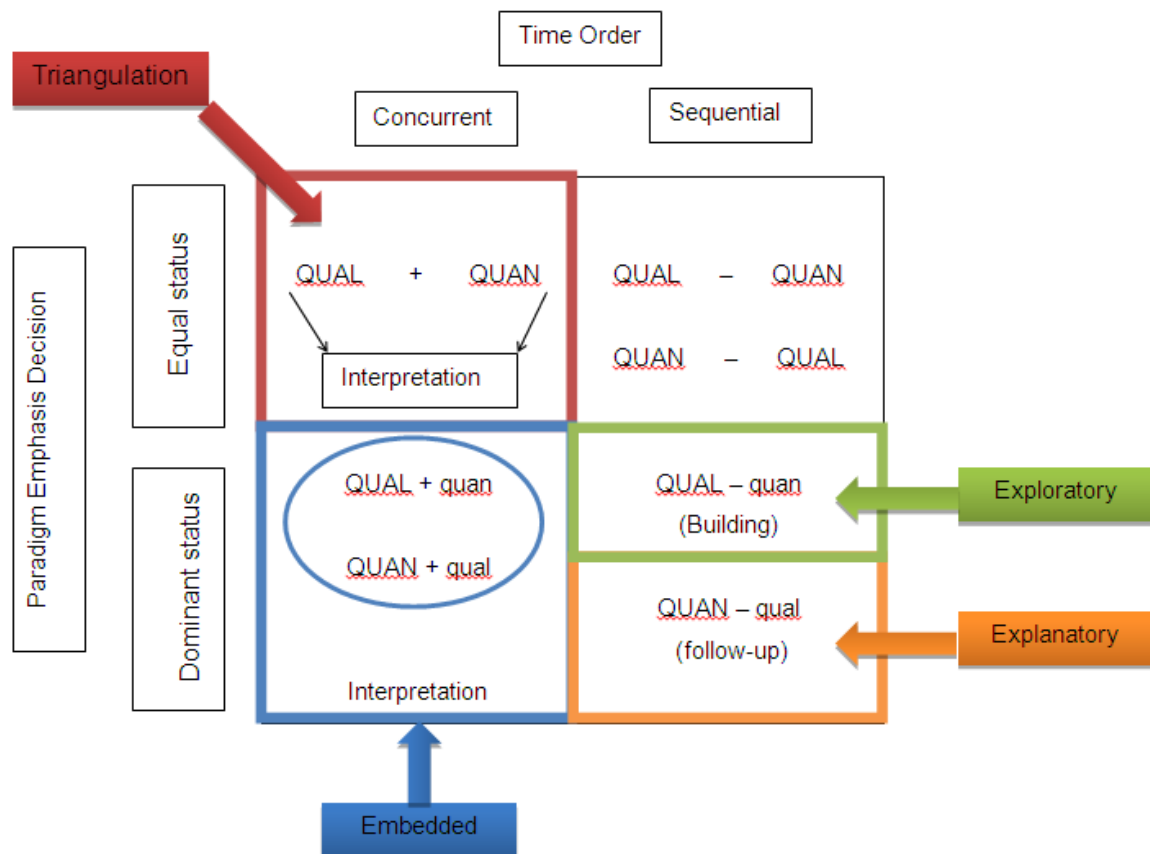 Time Order
Triangulation
Concurrent
Sequential
Paradigm Emphasis Decision
Equal status
QUAL + QUAN
Interpretation
QUAL – QUAN
QUAN – QUAL
Dominant status
QUAL + quan
QUAN + qual
Interpretation
QUAL – quan
(Building)
Exploratory
QUAN – qual
(follow-up)
Explanatory
Embedded